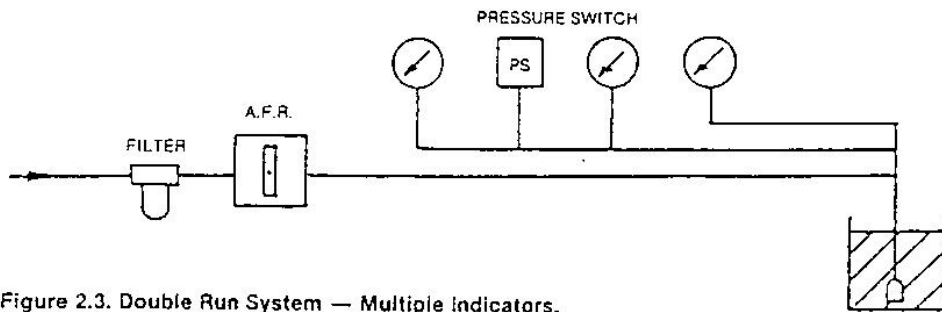 PRESSURE SWITCH
PS
A.F.R.
FILTER
Figure 2.3. Double Run System — Multiple Indicators.